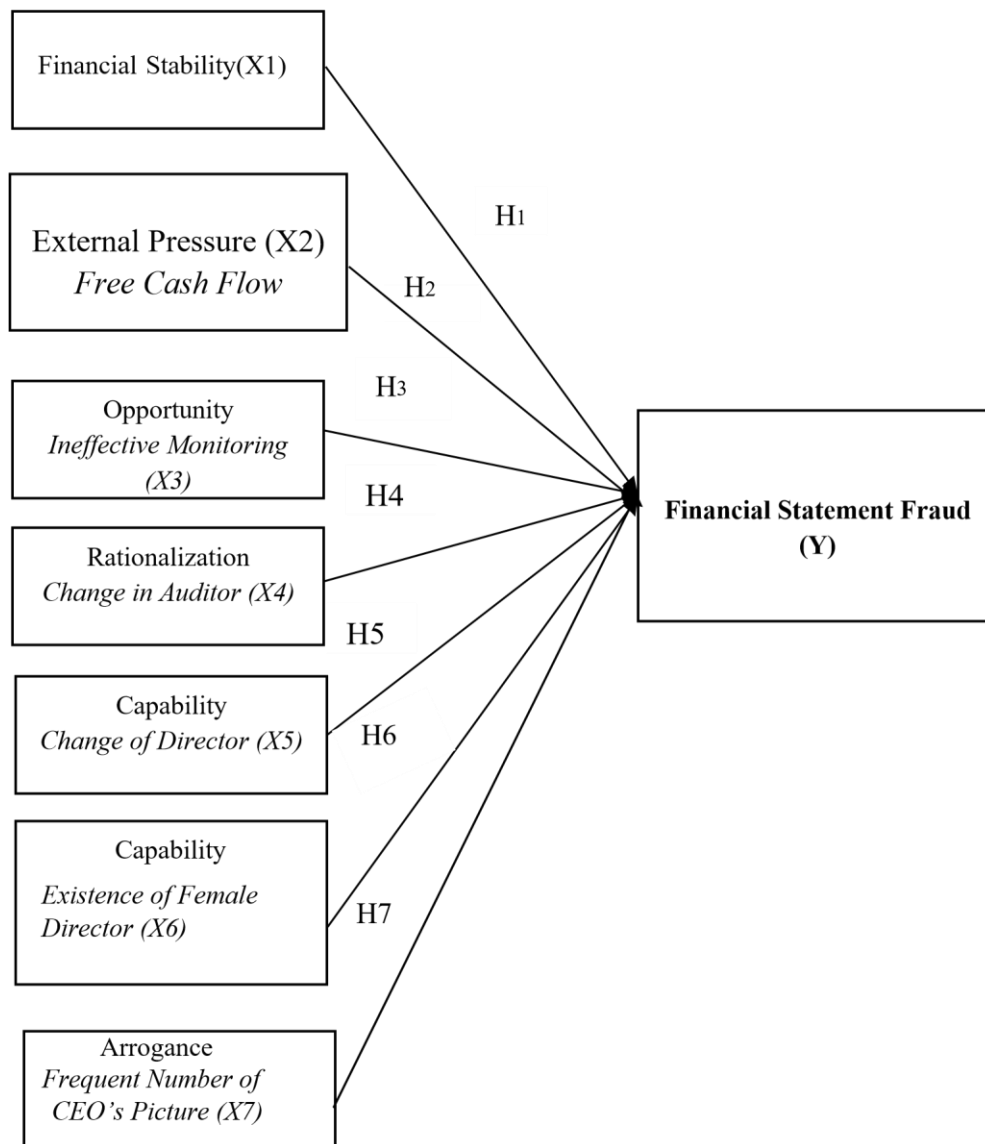 Financial Stability(X1)
H1
External Pressure (X2)
Free Cash Flow
H2
H3
Opportunity
Ineffective Monitoring
(X3)
H4
Financial Statement Fraud
(Y)
Rationalization
Change in Auditor (X4)
H5
Capability
Change of Director (X5)
H6
Capability
Existence of Female
Director (X6)
H7
Arrogance
Frequent Number of
CEO’s Picture (X7)